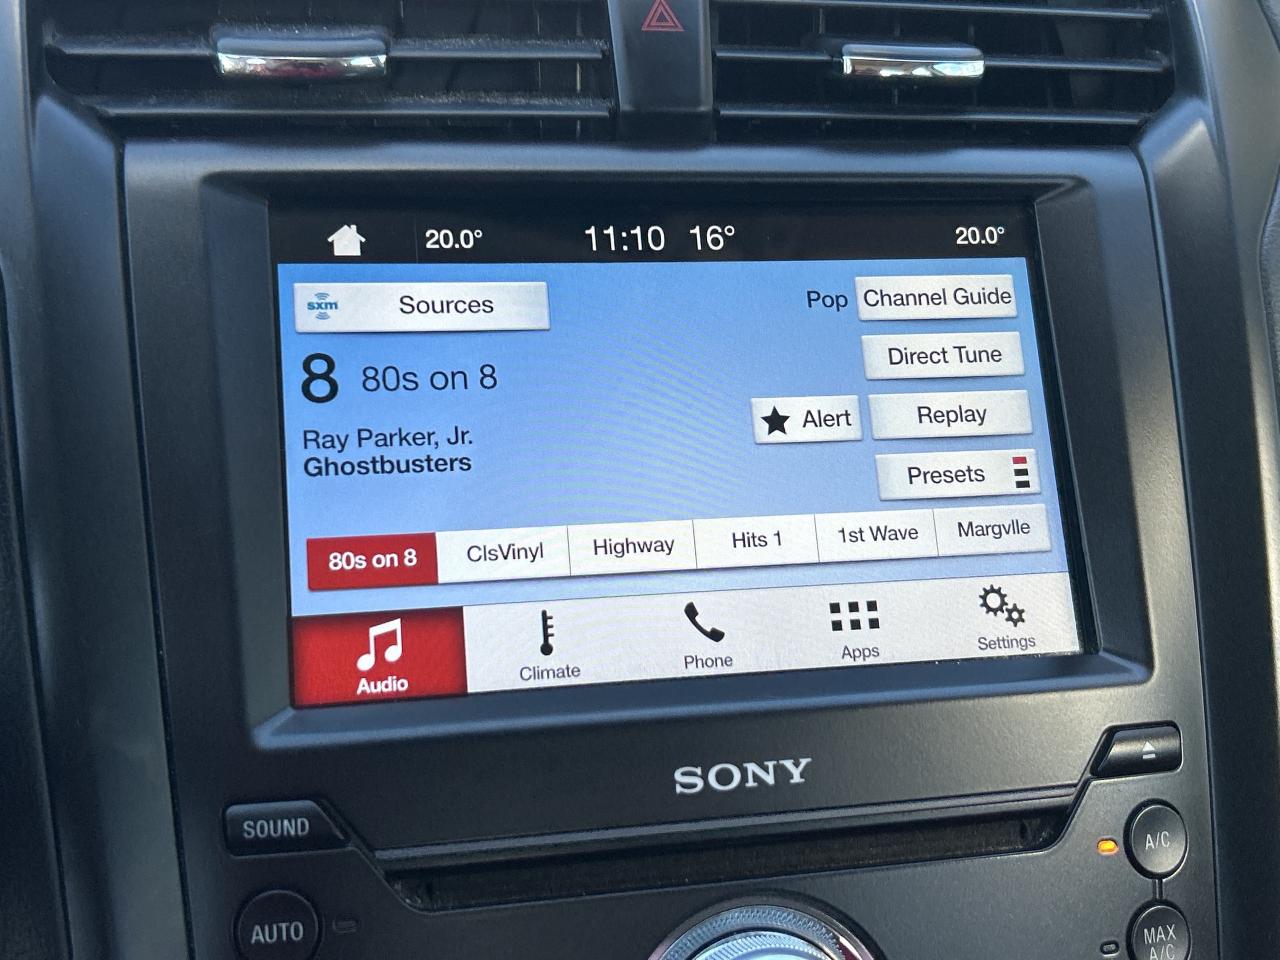 20.0° 11:10 16° 20.0°
sxm Sources
Pop Channel Guide
8 80s on 8
Direct Tune
Alert Replay
Ray Parker, Jr.
Ghostbusters
Presets
80s on 8 ClsVinyl Highway Hits 1 1st Wave Margvlle
Audio Climate Phone Apps Settings
SONY
SOUND
A/C
AUTO
MAX
A/C